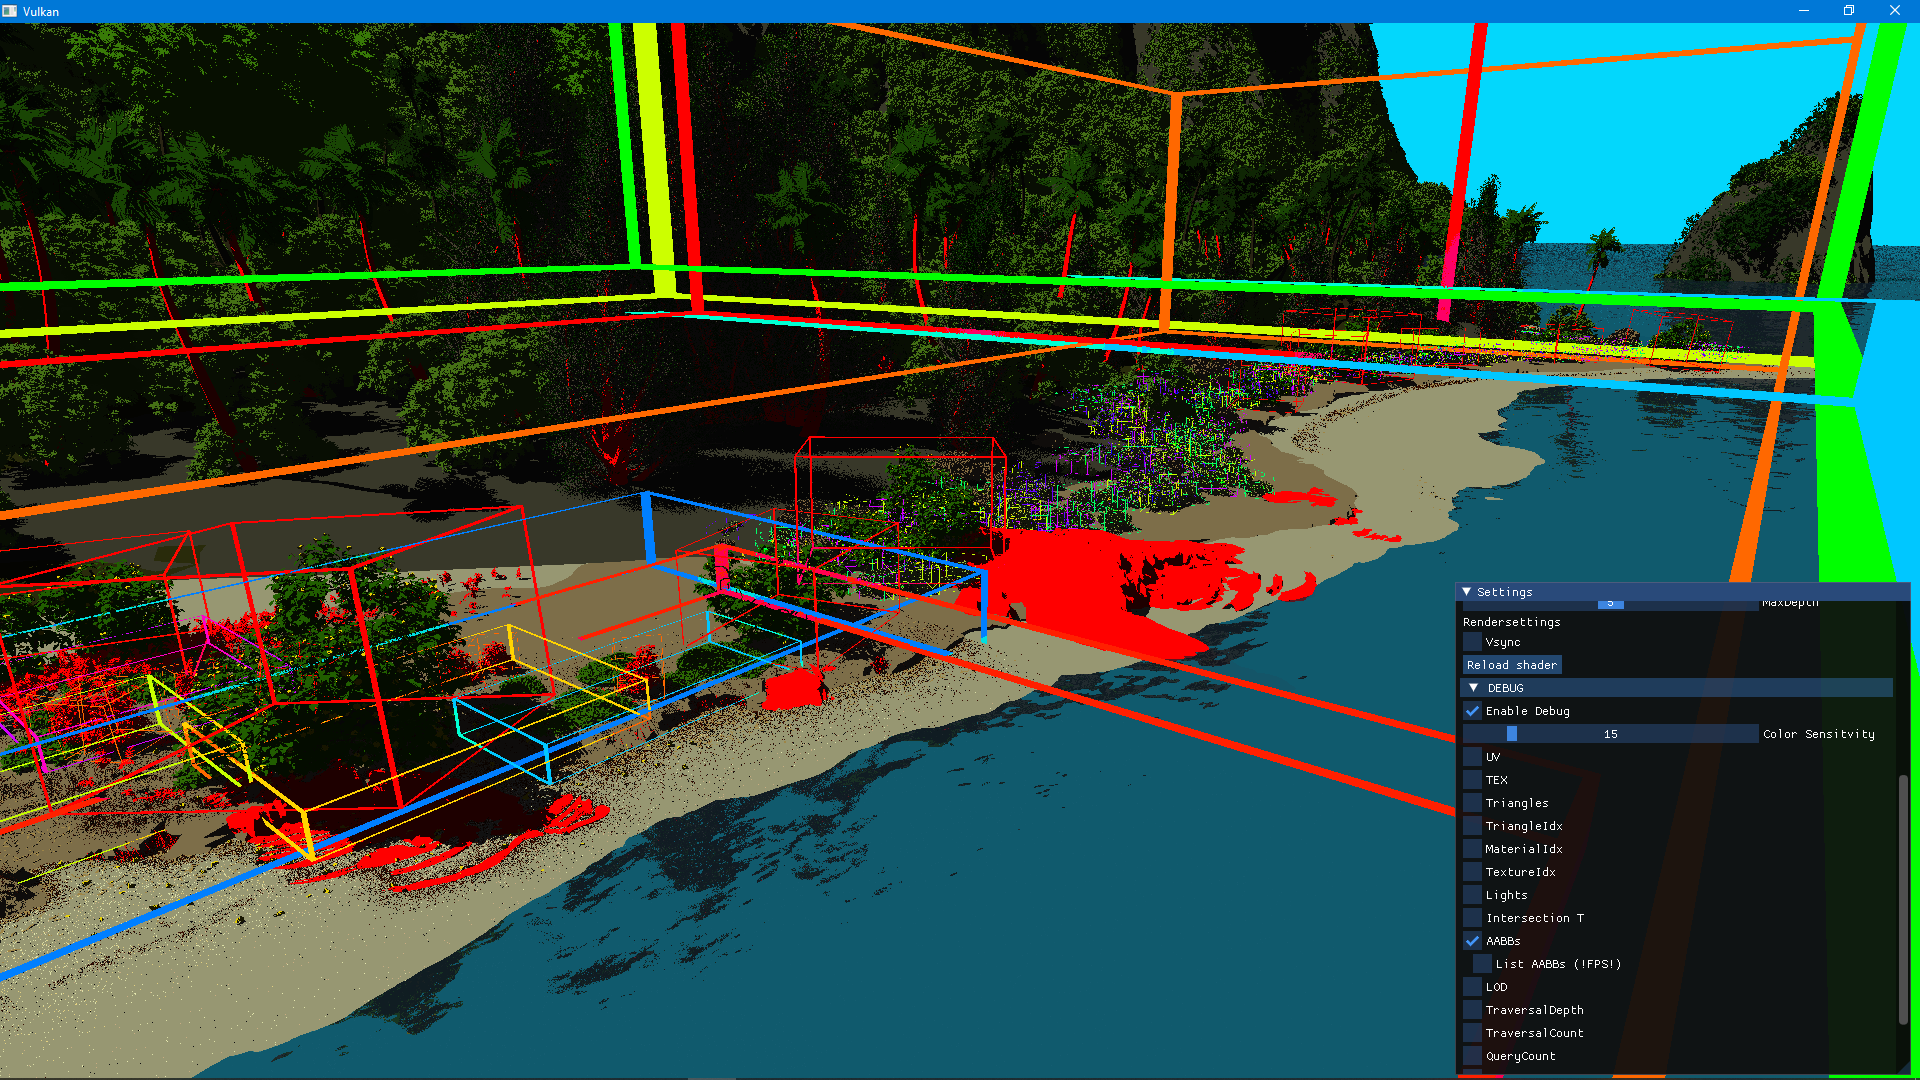 Vulkan
Settings
5 MaxDepth
Rendersettings
Vsync
Reload shader
DEBUG
Enable Debug
15 Color Sensitvity
UV
TEX
Triangles
TriangleIdx
MaterialIdx
TextureIdx
Lights
Intersection T
AABBs
List AABBs (!FPS!)
LOD
TraversalDepth
TraversalCount
QueryCount